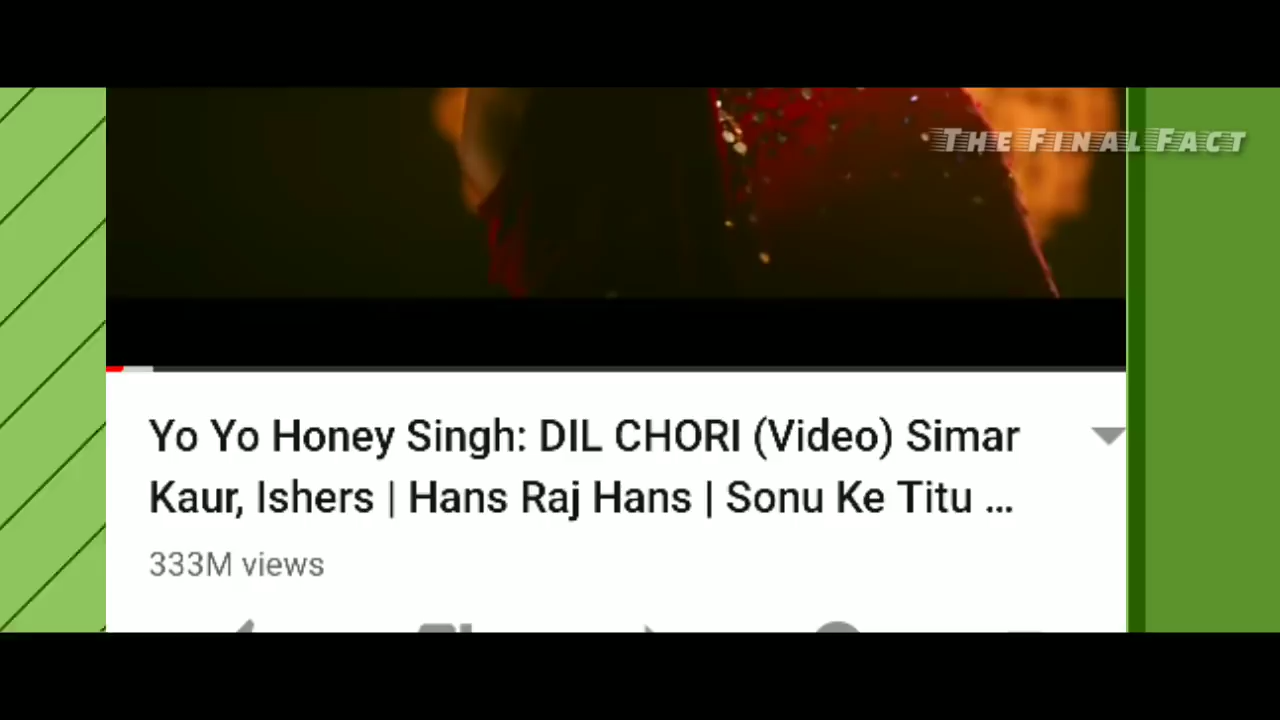 The Final Fact
Yo Yo Honey Singh: DIL CHORI (Video) Simar
Kaur, Ishers | Hans Raj Hans | Sonu Ke Titu ...
333M views